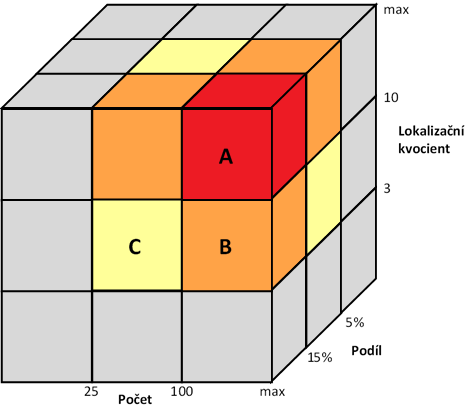 max
10
Lokalizační
kvocient
A
3
C
B
5%
Podíl
15%
25
100
max
Počet